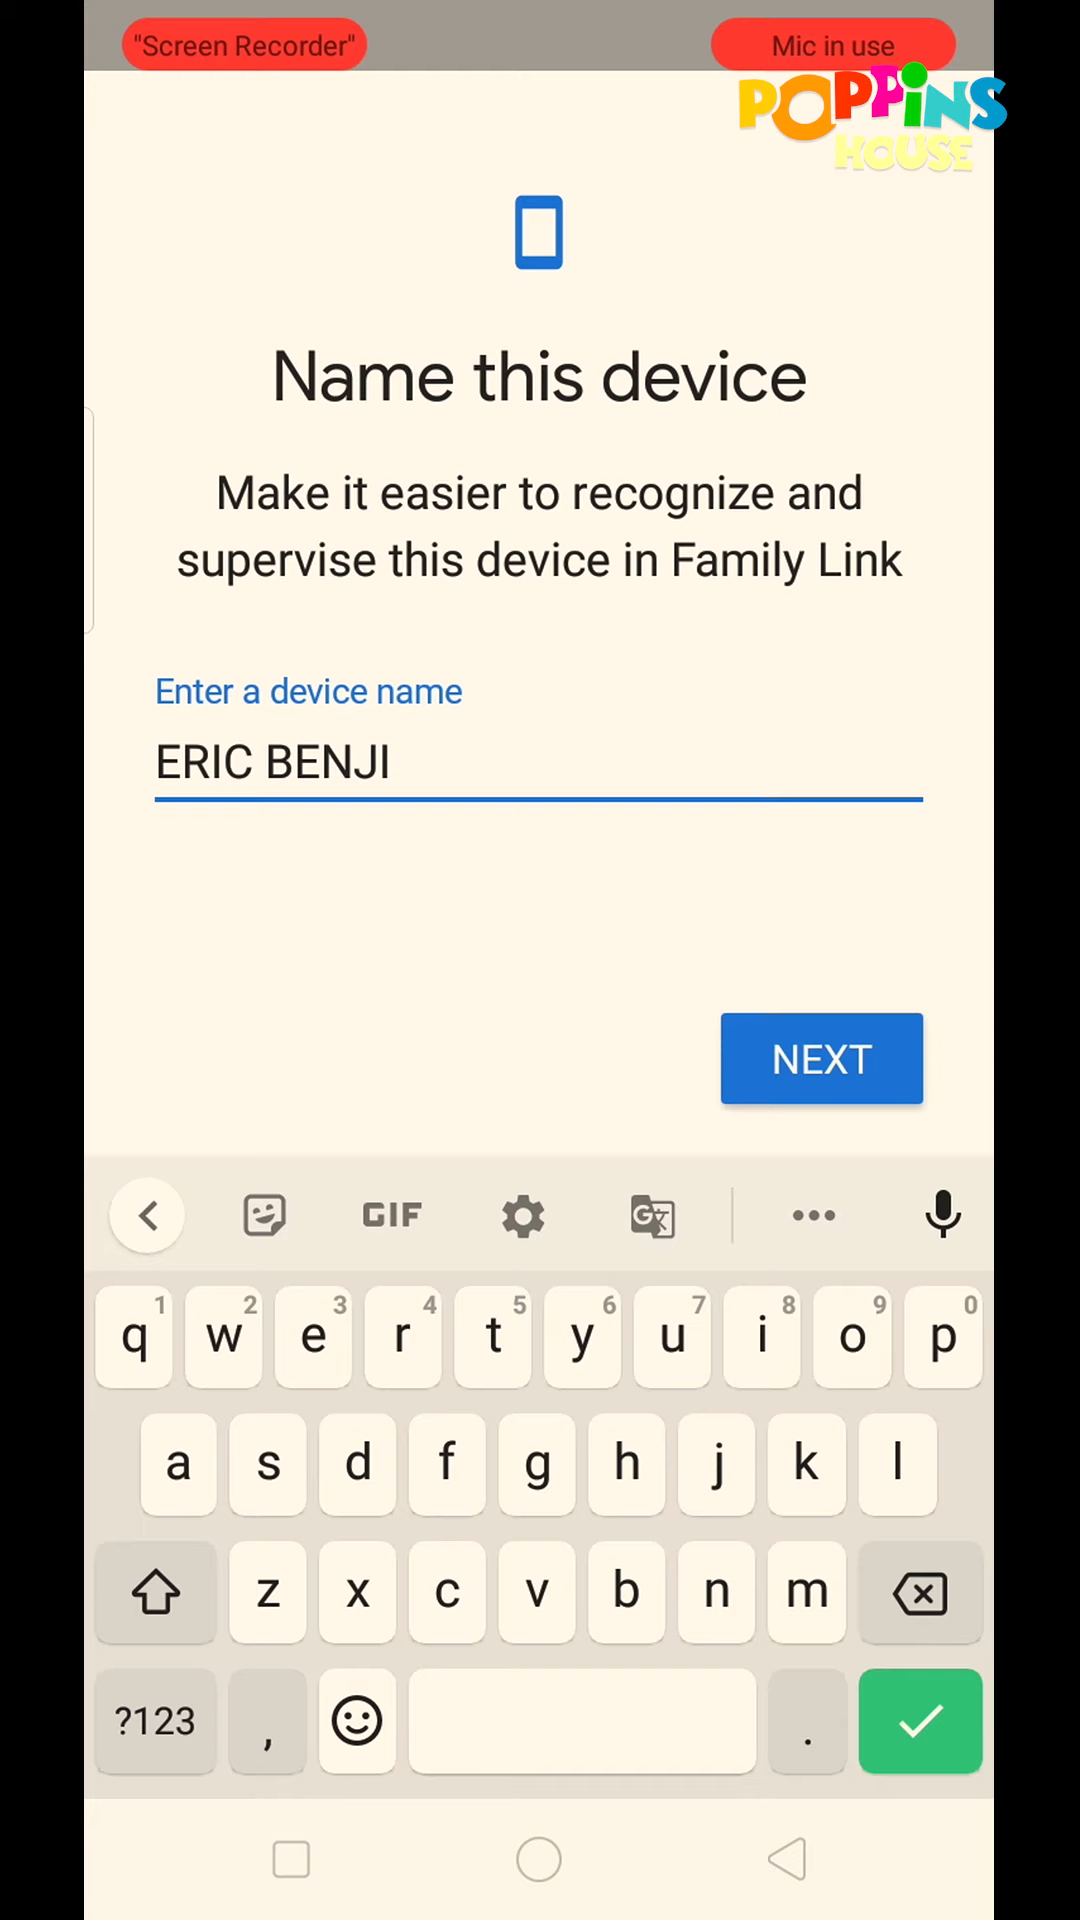 "Screen Recorder"
Mic in use
POPPiNS
HOUSE
Name this device
Make it easier to recognize and
supervise this device in Family Link
Enter a device name
ERIC BENJI
NEXT
GIF
G文
1 2 3 4 5 6 7 8 9 0
q w e r t y u i o p
a s d f g h j k l
z x c v b n m
?123 , .